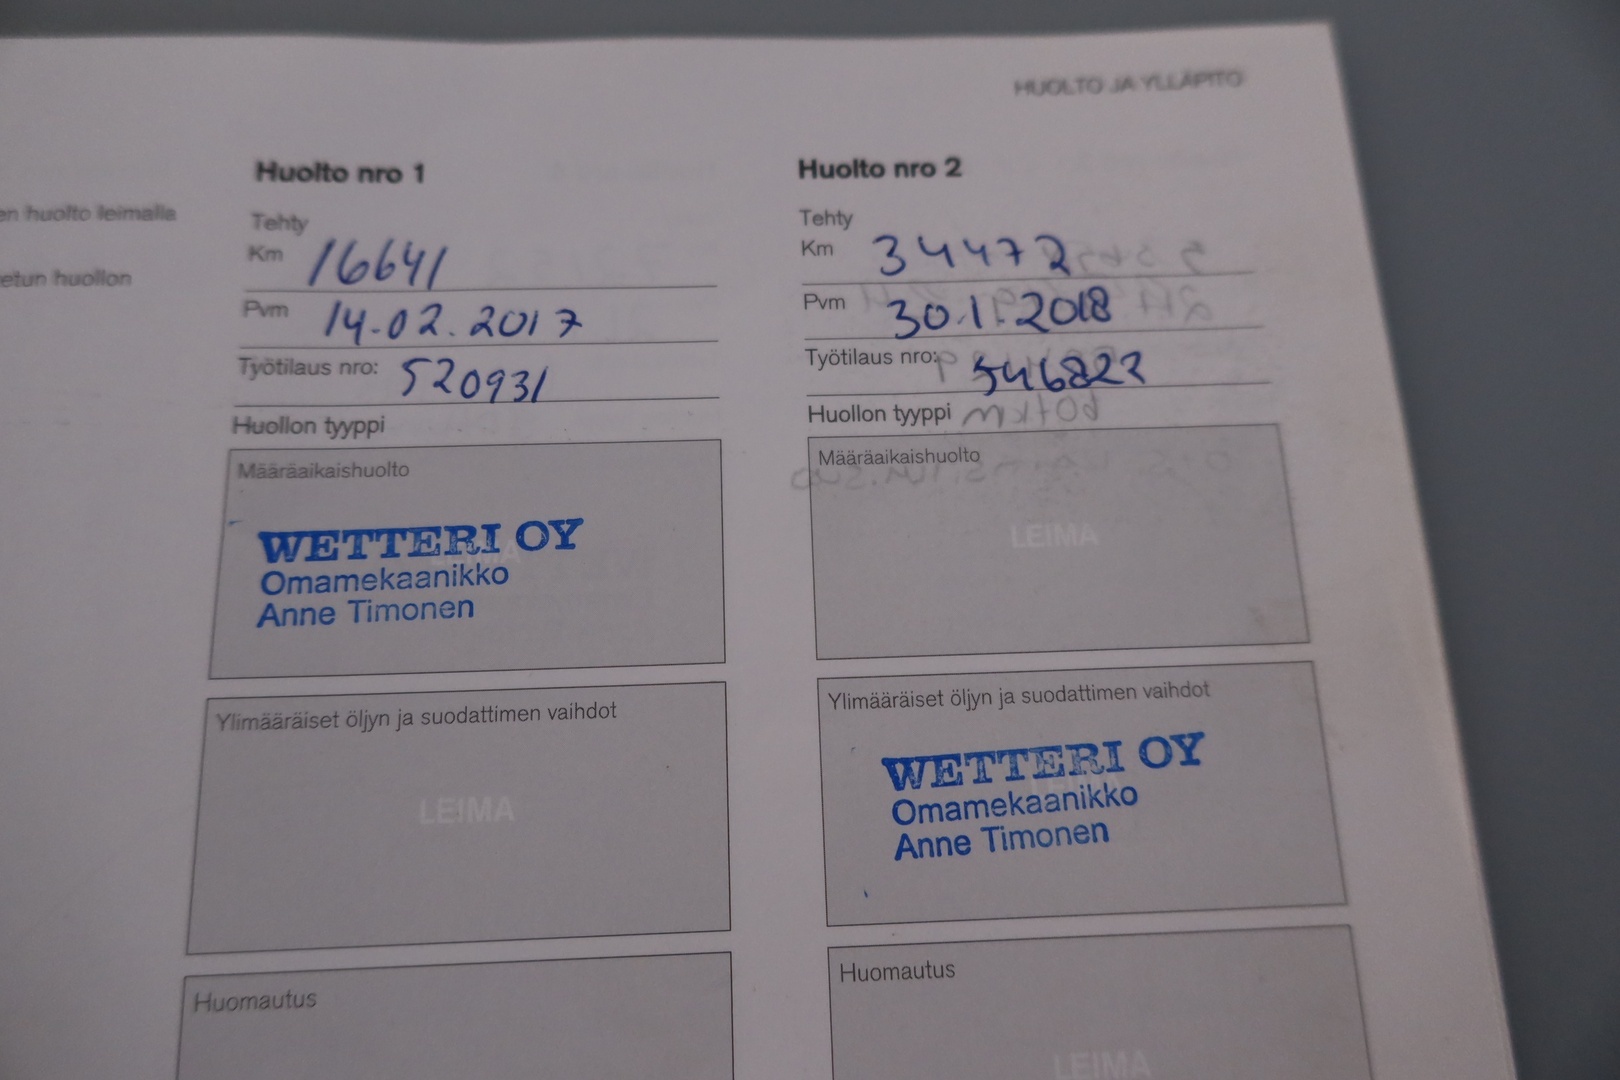 HUOLTO JA YLLÄPITO
en huolto leimalla
etun huollon
Huolto nro 1
Tehty
Km 16641
Pvm 14.02.2017
Työtilaus nro: 520931
Huollon tyyppi
Määräaikaishuolto
LEIMA
WETTERI OY
Omamekaanikko
Anne Timonen
Ylimääräiset öljyn ja suodattimen vaihdot
LEIMA
Huomautus
Huolto nro 2
Tehty
Km 34472
Pvm 30.1.2018
Työtilaus nro: 546822
Huollon tyyppi
Määräaikaishuolto
LEIMA
Ylimääräiset öljyn ja suodattimen vaihdot
WETTERI OY
Omamekaanikko
Anne Timonen
Huomautus
LEIMA